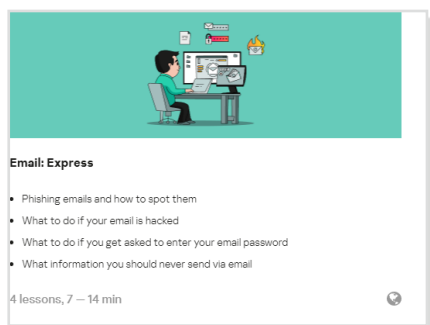 Email: Express
• Phishing emails and how to spot them
• What to do if your email is hacked
• What to do if you get asked to enter your email password
• What information you should never send via email
4 lessons, 7 — 14 min